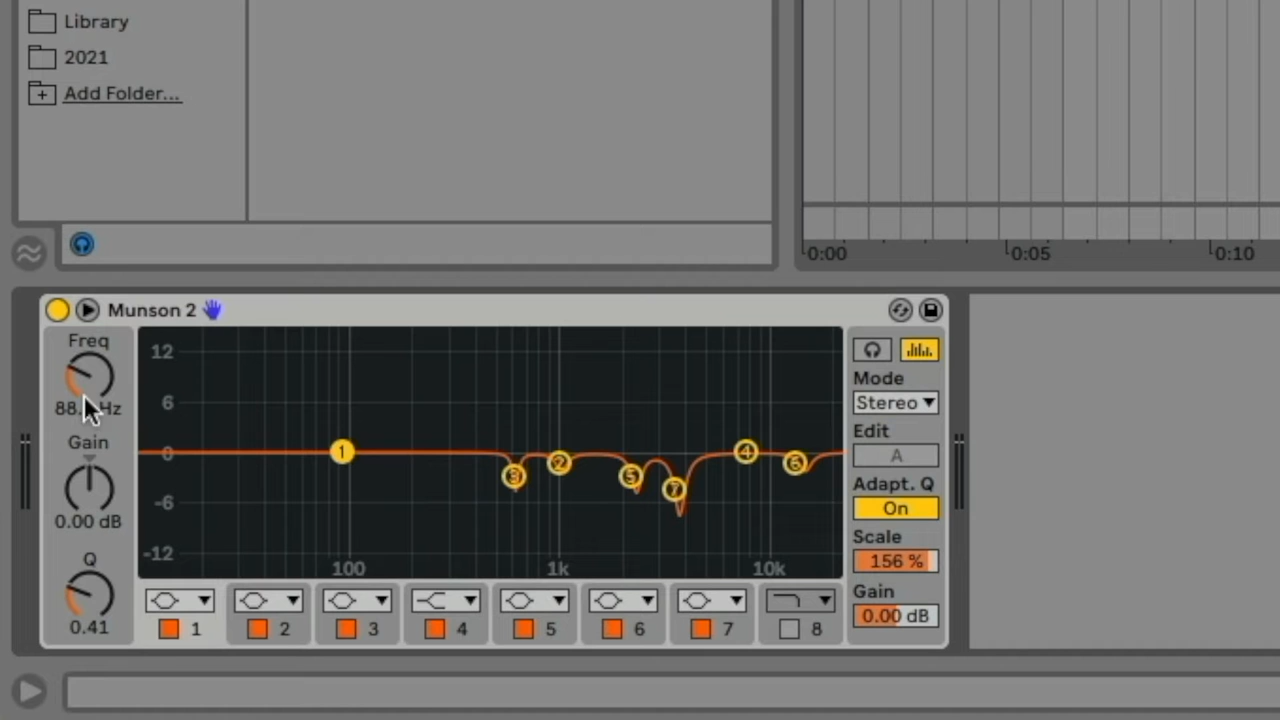 Library
2021
Add Folder...
0:00 0:05 0:10
Munson 2
Freq
Hz
Gain
0.00 dB
Q
0.41
12
6
0
-6
-12
100 1k 10k
1 3 2 5 7 4 6
1 2 3 4 5 6 7 8
Mode
Stereo
Edit
A
Adapt. Q
On
Scale
156 %
Gain
0.00 dB